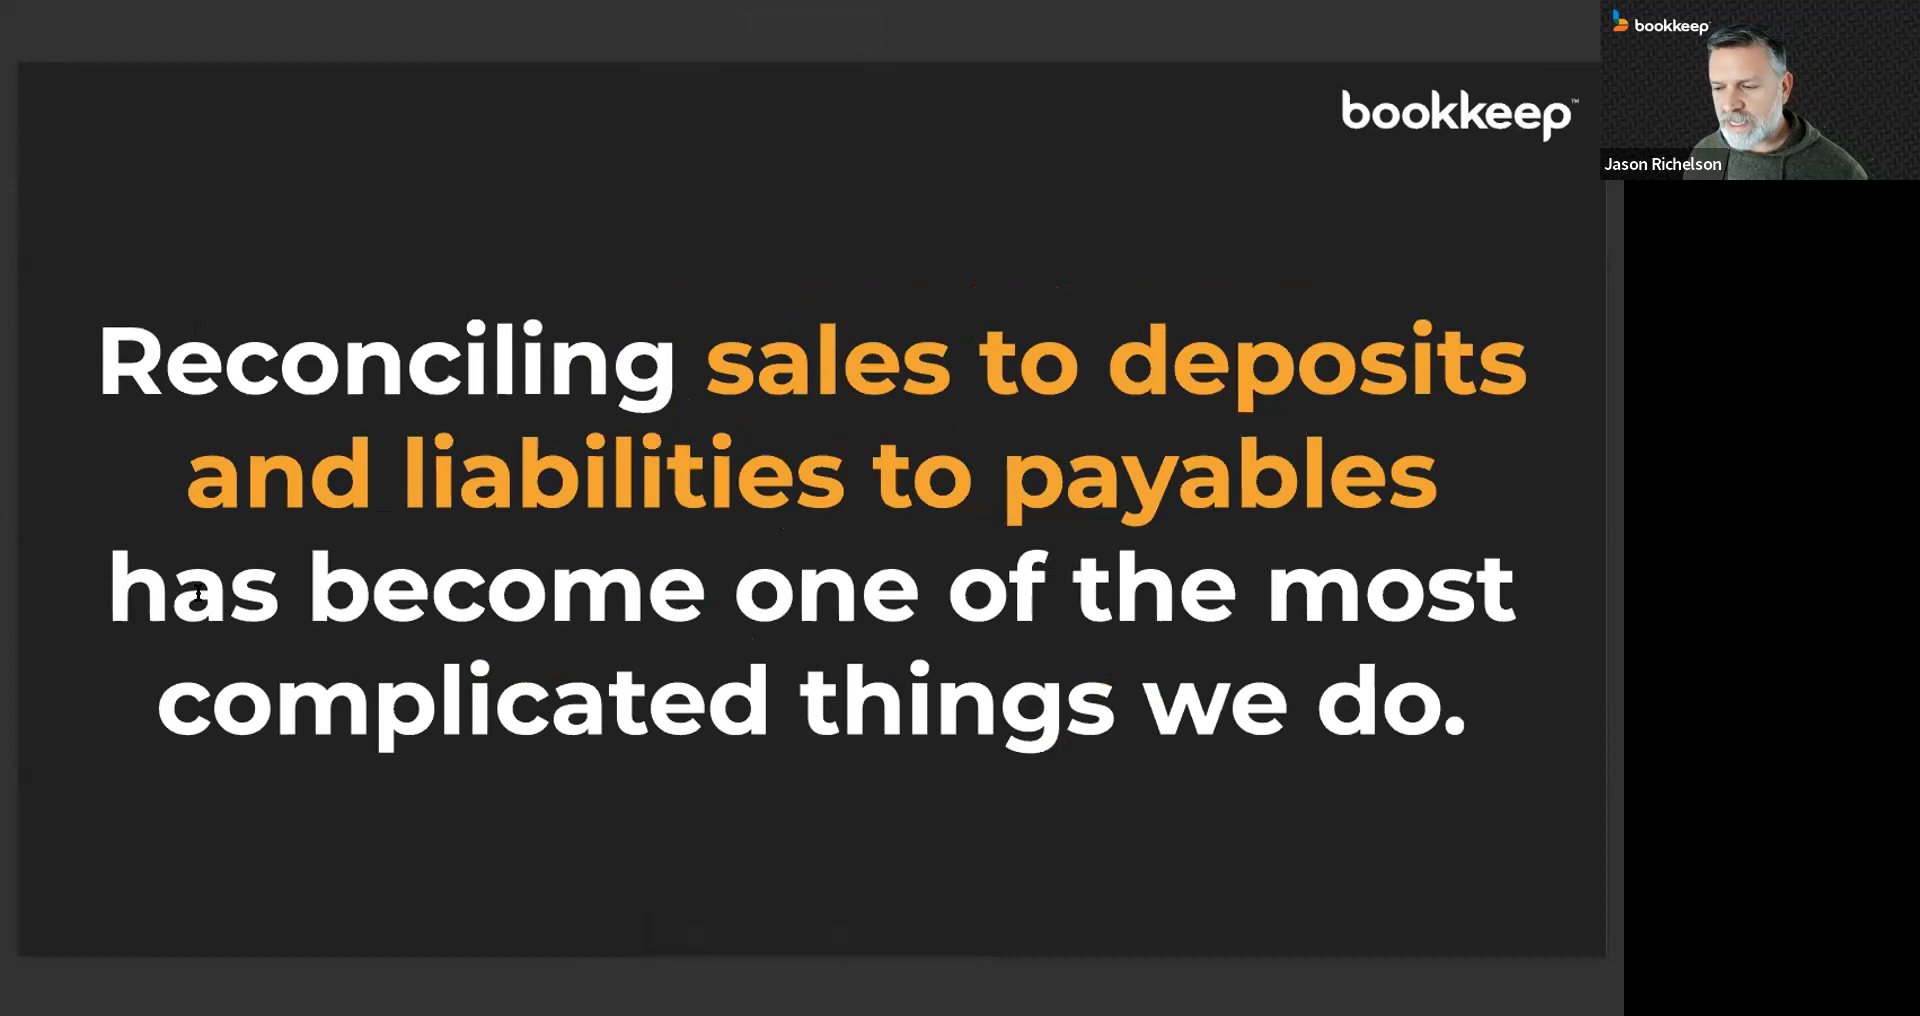 bookkeep™
bookkeep
Jason Richelson
Reconciling sales to deposits
and liabilities to payables
has become one of the most
complicated things we do.